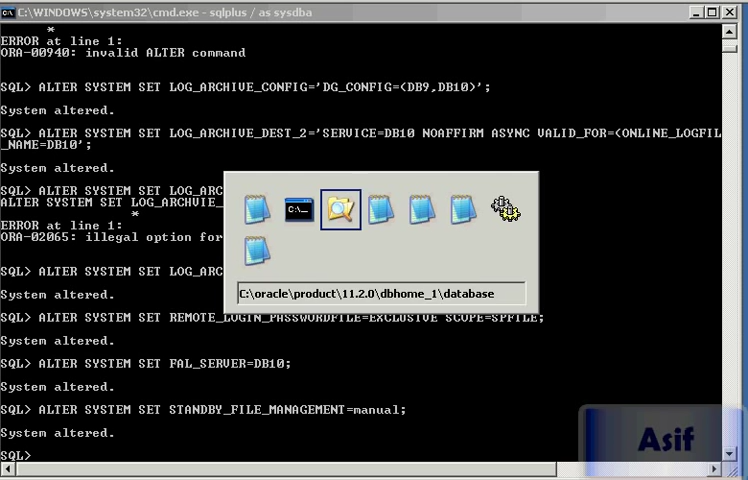 C:\WINDOWS\system32\cmd.exe - sqlplus / as sysdba
*
ERROR at line 1:
ORA-00940: invalid ALTER command
SQL> ALTER SYSTEM SET LOG_ARCHIVE_CONFIG='DG_CONFIG=(DB9,DB10)';
System altered.
SQL> ALTER SYSTEM SET LOG_ARCHIVE_DEST_2='SERVICE=DB10 NOAFFIRM ASYNC VALID_FOR=(ONLINE_LOGFIL
_NAME=DB10';
System altered.
SQL> ALTER SYSTEM SET LOG_ARC
ALTER SYSTEM SET LOG_ARCHVIE_
*
ERROR at line 1:
ORA-02065: illegal option for
SQL> ALTER SYSTEM SET LOG_ARC
System altered.
C:\_
C:\oracle\product\11.2.0\dbhome_1\database
SQL> ALTER SYSTEM SET REMOTE_LOGIN_PASSWORDFILE=EXCLUSIVE SCOPE=SPFILE;
System altered.
SQL> ALTER SYSTEM SET FAL_SERVER=DB10;
System altered.
SQL> ALTER SYSTEM SET STANDBY_FILE_MANAGEMENT=manual;
System altered.
SQL>
Asif